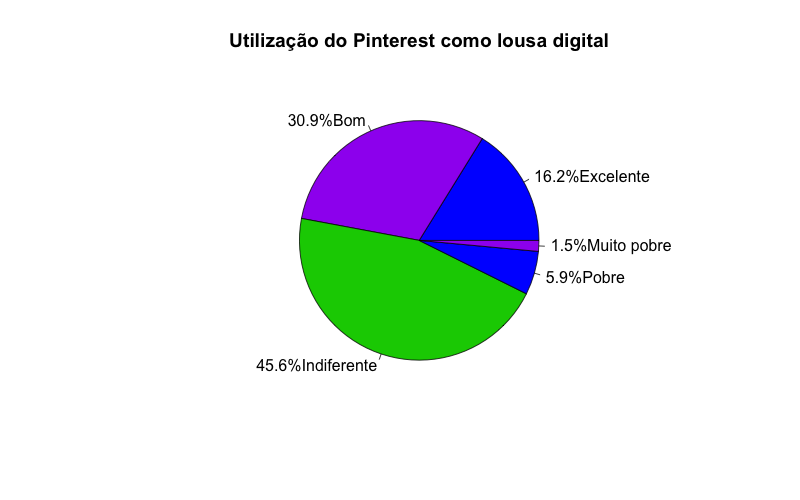 Utilização do Pinterest como lousa digital
30.9%Bom
16.2%Excelente
1.5%Muito pobre
5.9%Pobre
45.6%Indiferente